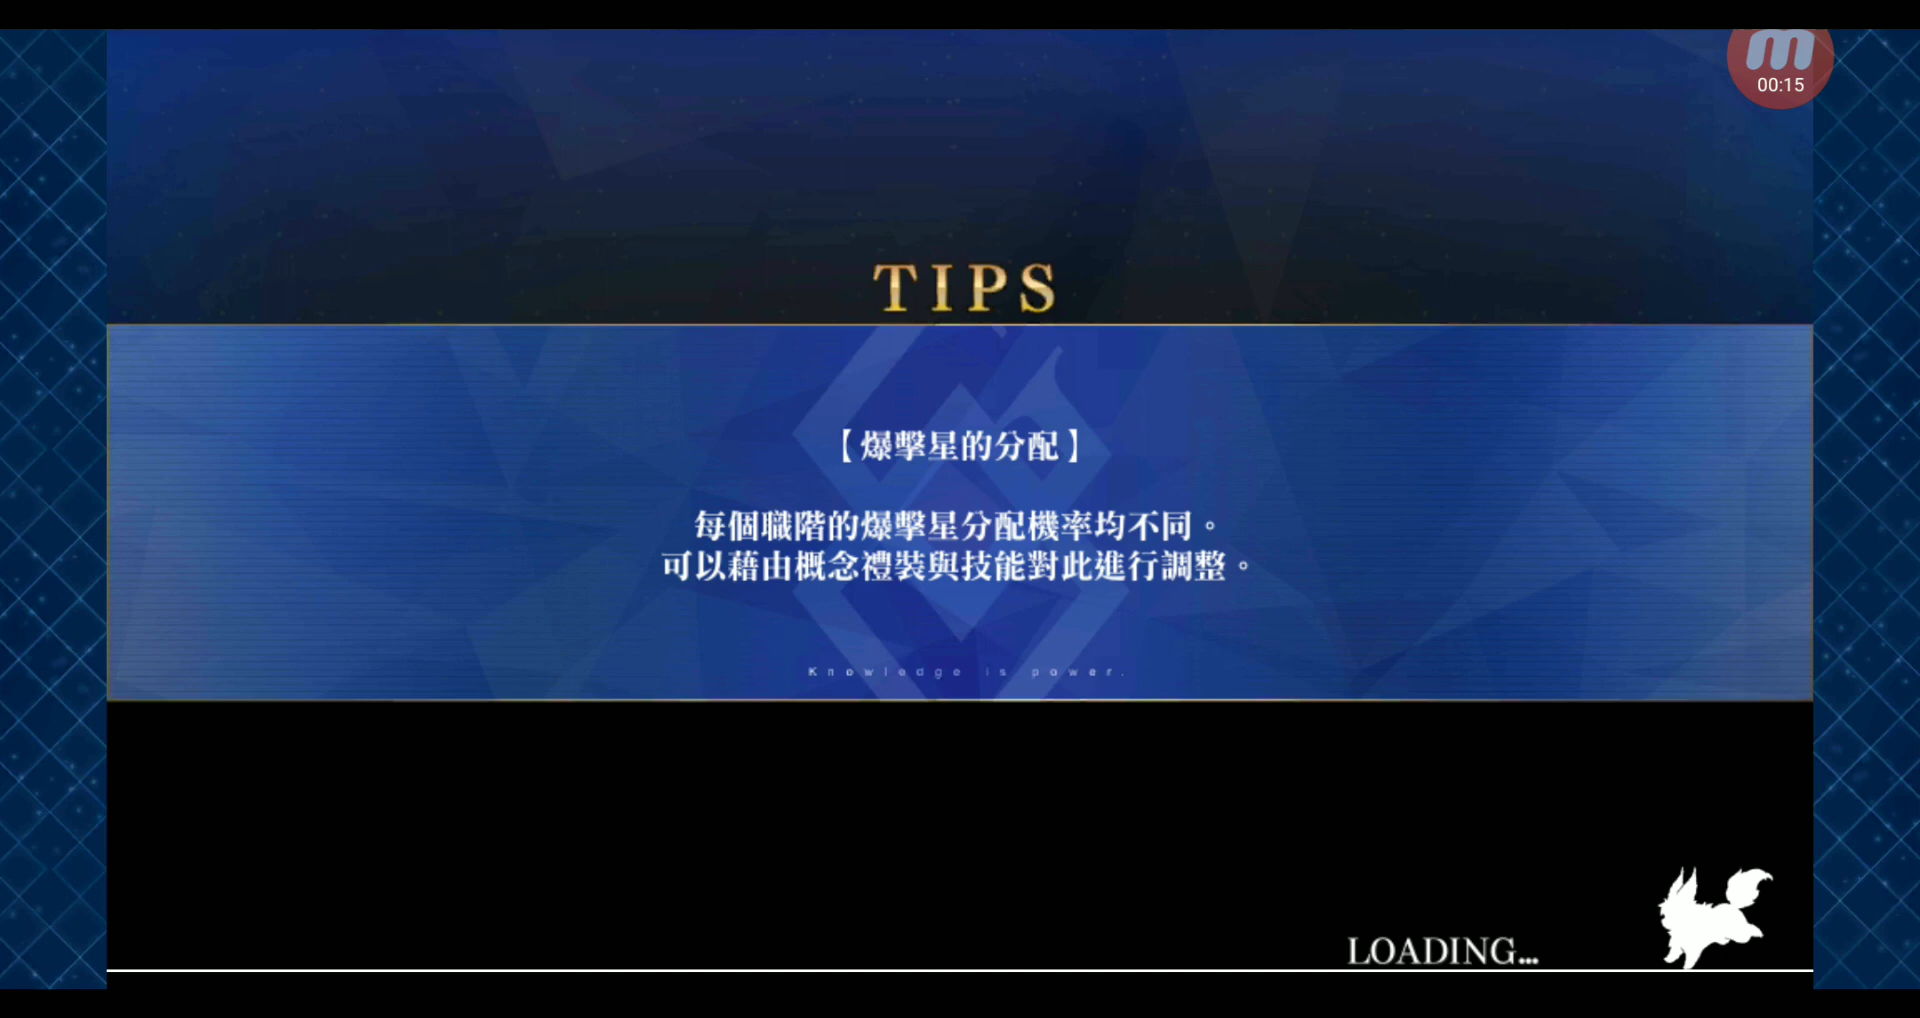 m
00:15
TIPS
【爆擊星的分配】
每個職階的爆擊星分配機率均不同。
可以藉由概念禮裝與技能對此進行調整。
Knowledge is power.
LOADING...